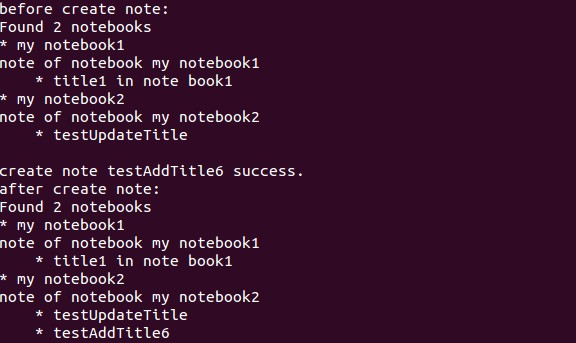 before create note:
Found 2 notebooks
* my notebook1
note of notebook my notebook1
    * title1 in note book1
* my notebook2
note of notebook my notebook2
    * testUpdateTitle

create note testAddTitle6 success.
after create note:
Found 2 notebooks
* my notebook1
note of notebook my notebook1
    * title1 in note book1
* my notebook2
note of notebook my notebook2
    * testUpdateTitle
    * testAddTitle6